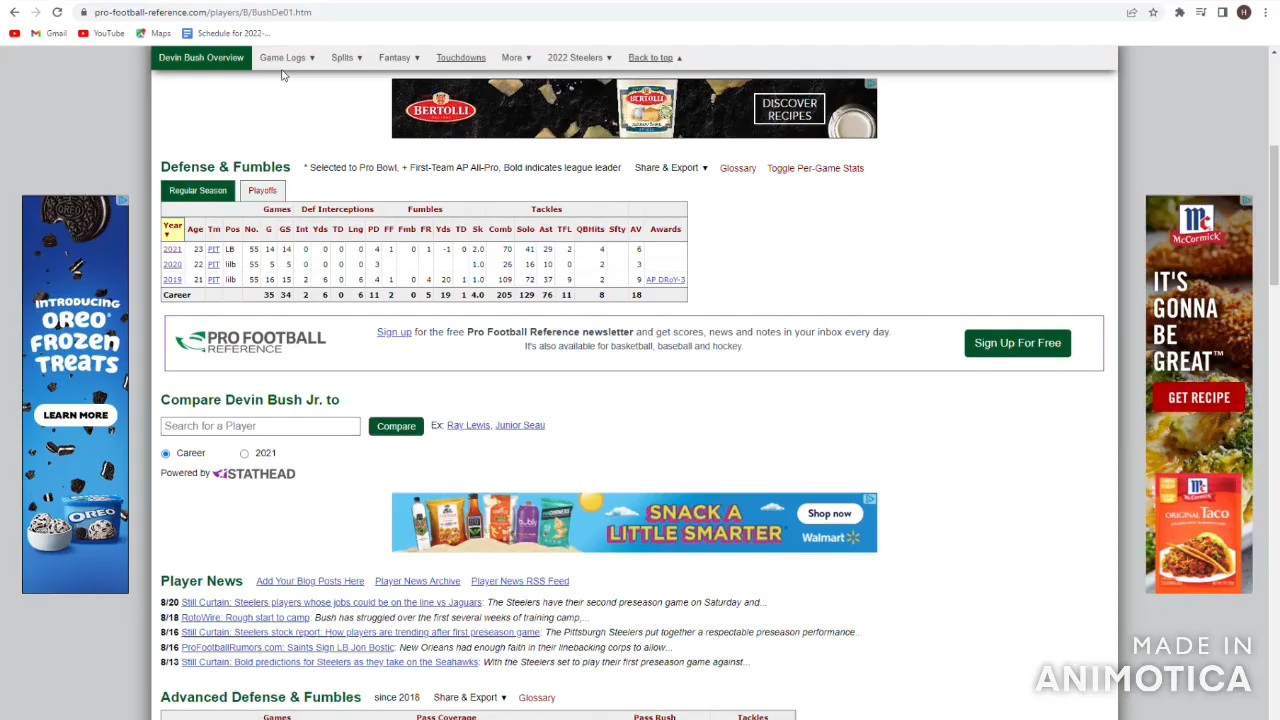 pro-football-reference.com/players/B/BushDe01.htm
H
Gmail YouTube Maps Schedule for 2022-...
Devin Bush Overview Game Logs ▼ Splits ▼ Fantasy ▼ Touchdowns More ▼ 2022 Steelers ▼ Back to top ▲
BERTOLLI
BERTOLLI
DISCOVER
RECIPES
Defense & Fumbles * Selected to Pro Bowl, + First-Team AP All-Pro, Bold indicates league leader Share & Export ▼ Glossary Toggle Per-Game Stats
Regular Season Playoffs
Games Def Interceptions Fumbles Tackles
Year ▼ Age Tm Pos No. G GS Int Yds TD Lng PD FF Fmb FR Yds TD Sk Comb Solo Ast TFL QBHits Sfty AV Awards
2021 23 PIT LB 55 14 14 0 0 0 0 4 1 0 1 -1 0 2.0 70 41 29 2 4 6
2020 22 PIT lilb 55 5 5 0 0 0 0 3 1.0 26 16 10 0 2 3
2019 21 PIT lilb 55 16 15 2 6 0 6 4 1 0 4 20 1 1.0 109 72 37 9 2 9 AP DRoY-3
Career 35 34 2 6 0 6 11 2 0 5 19 1 4.0 205 129 76 11 8 18
PRO FOOTBALL
REFERENCE
Sign up for the free Pro Football Reference newsletter and get scores, news and notes in your inbox every day.
It's also available for basketball, baseball and hockey.
Sign Up For Free
Compare Devin Bush Jr. to
Search for a Player Compare Ex: Ray Lewis, Junior Seau
Career 2021
Powered by STATHEAD
SNACK A
LITTLE SMARTER
Shop now
Walmart
bubly
Player News Add Your Blog Posts Here Player News Archive Player News RSS Feed
8/20 Still Curtain: Steelers players whose jobs could be on the line vs Jaguars: The Steelers have their second preseason game on Saturday and...
8/18 RotoWire: Rough start to camp: Bush has struggled over the first several weeks of training camp,...
8/16 Still Curtain: Steelers stock report: How players are trending after first preseason game: The Pittsburgh Steelers put together a respectable preseason performance...
8/16 ProFootballRumors.com: Saints Sign LB Jon Bostic: New Orleans had enough faith in their linebacking corps to allow...
8/13 Still Curtain: Bold predictions for Steelers as they take on the Seahawks: With the Steelers set to play their first preseason game against...
Advanced Defense & Fumbles since 2018 Share & Export ▼ Glossary
Games Pass Coverage Pass Rush Tackles
INTRODUCING
OREO
FROZEN
TREATS
LEARN MORE
OREO
McCORMICK
IT'S
GONNA
BE
GREAT™
GET RECIPE
ORIGINAL TACO
MADE IN
ANIMOTICA